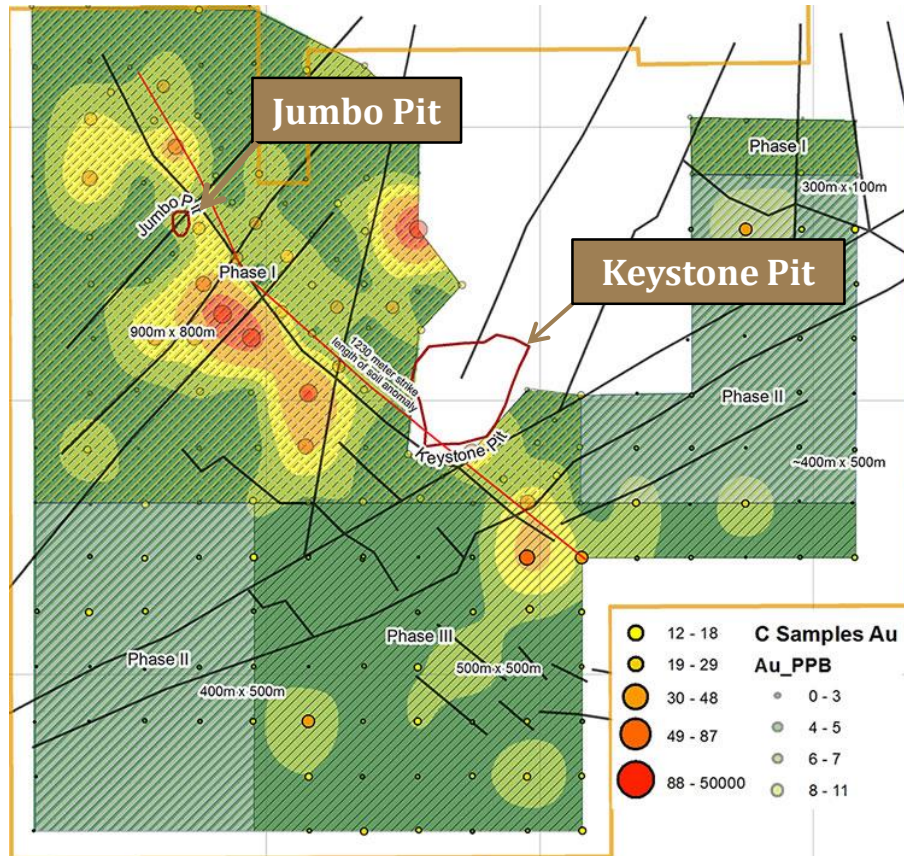 Jumbo Pit
Phase I
300m x 100m
Jumbo Pit
Keystone Pit
Phase I
900m x 800m
1230 meter strike
length of soil anomaly
Phase II
Keystone Pit
~400m x 500m
Phase III
Phase II
500m x 500m
400m x 500m
12 - 18
19 - 29
30 - 48
49 - 87
88 - 50000
C Samples Au
Au_PPB
0 - 3
4 - 5
6 - 7
8 - 11